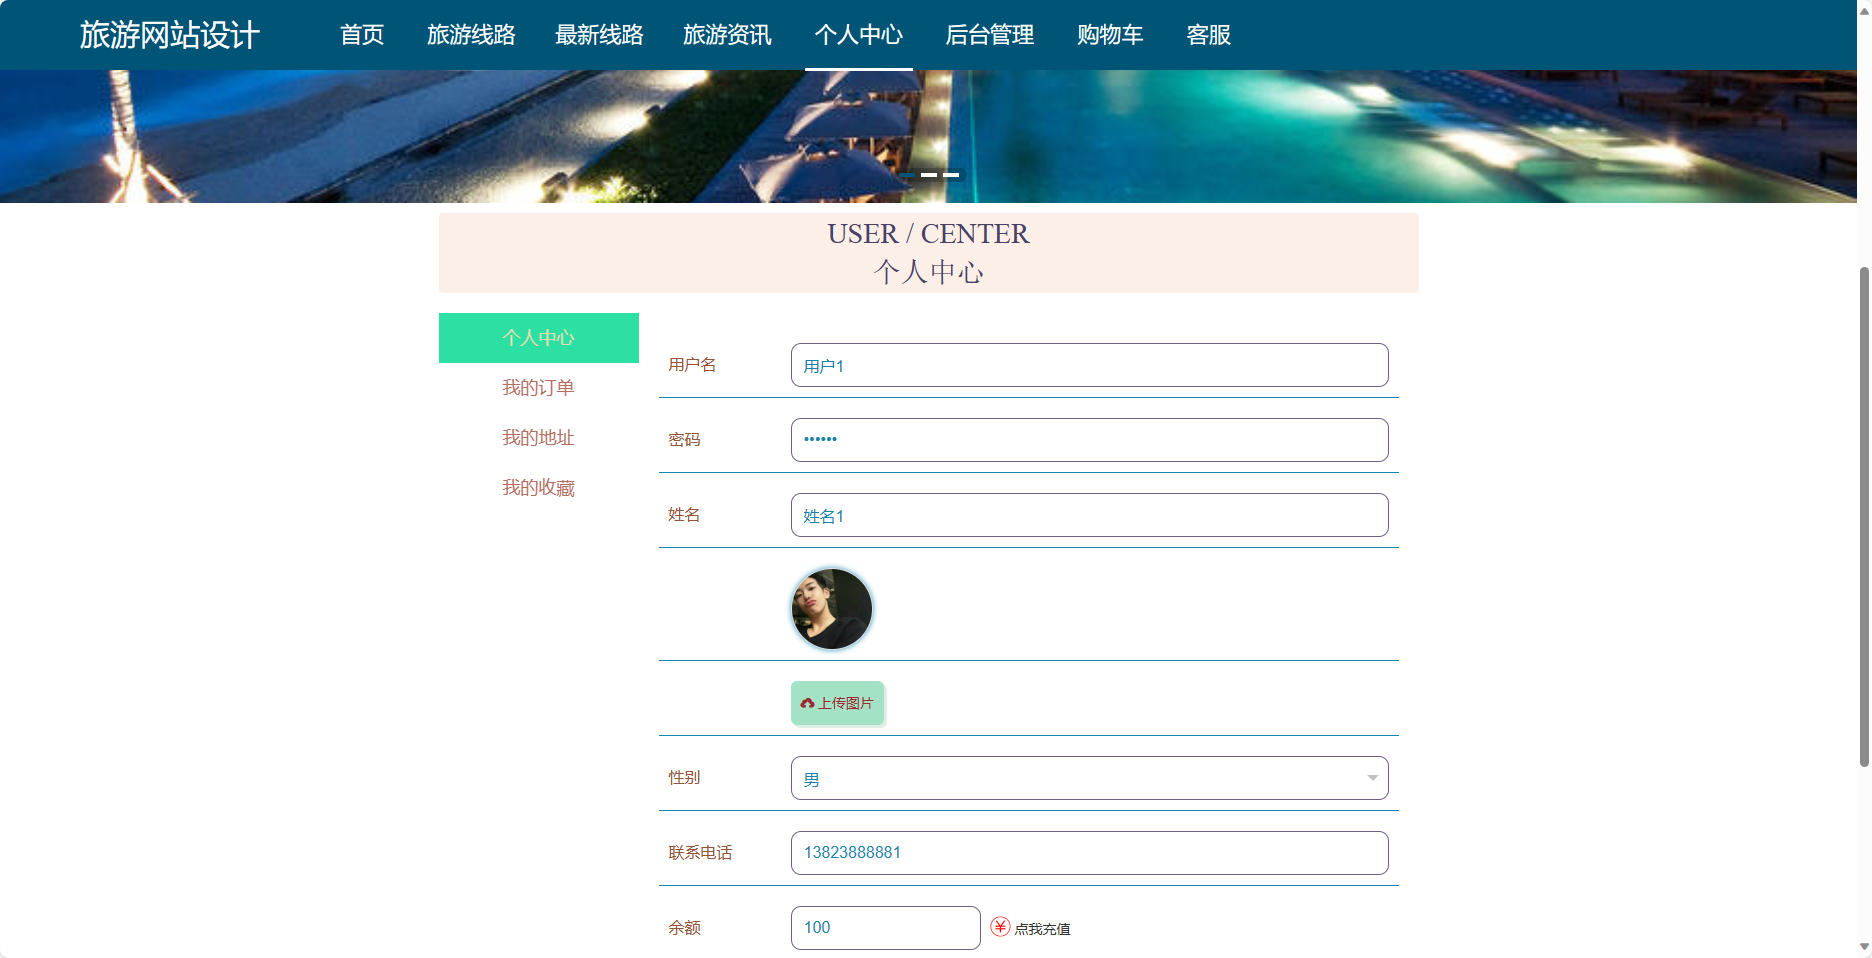 旅游网站设计 首页 旅游线路 最新线路 旅游资讯 个人中心 后台管理 购物车 客服
USER / CENTER
个人中心
个人中心
我的订单
我的地址
我的收藏
用户名 用户1
密码 ••••••
姓名 姓名1
上传图片
性别 男
联系电话 13823888881
余额 100 点我充值